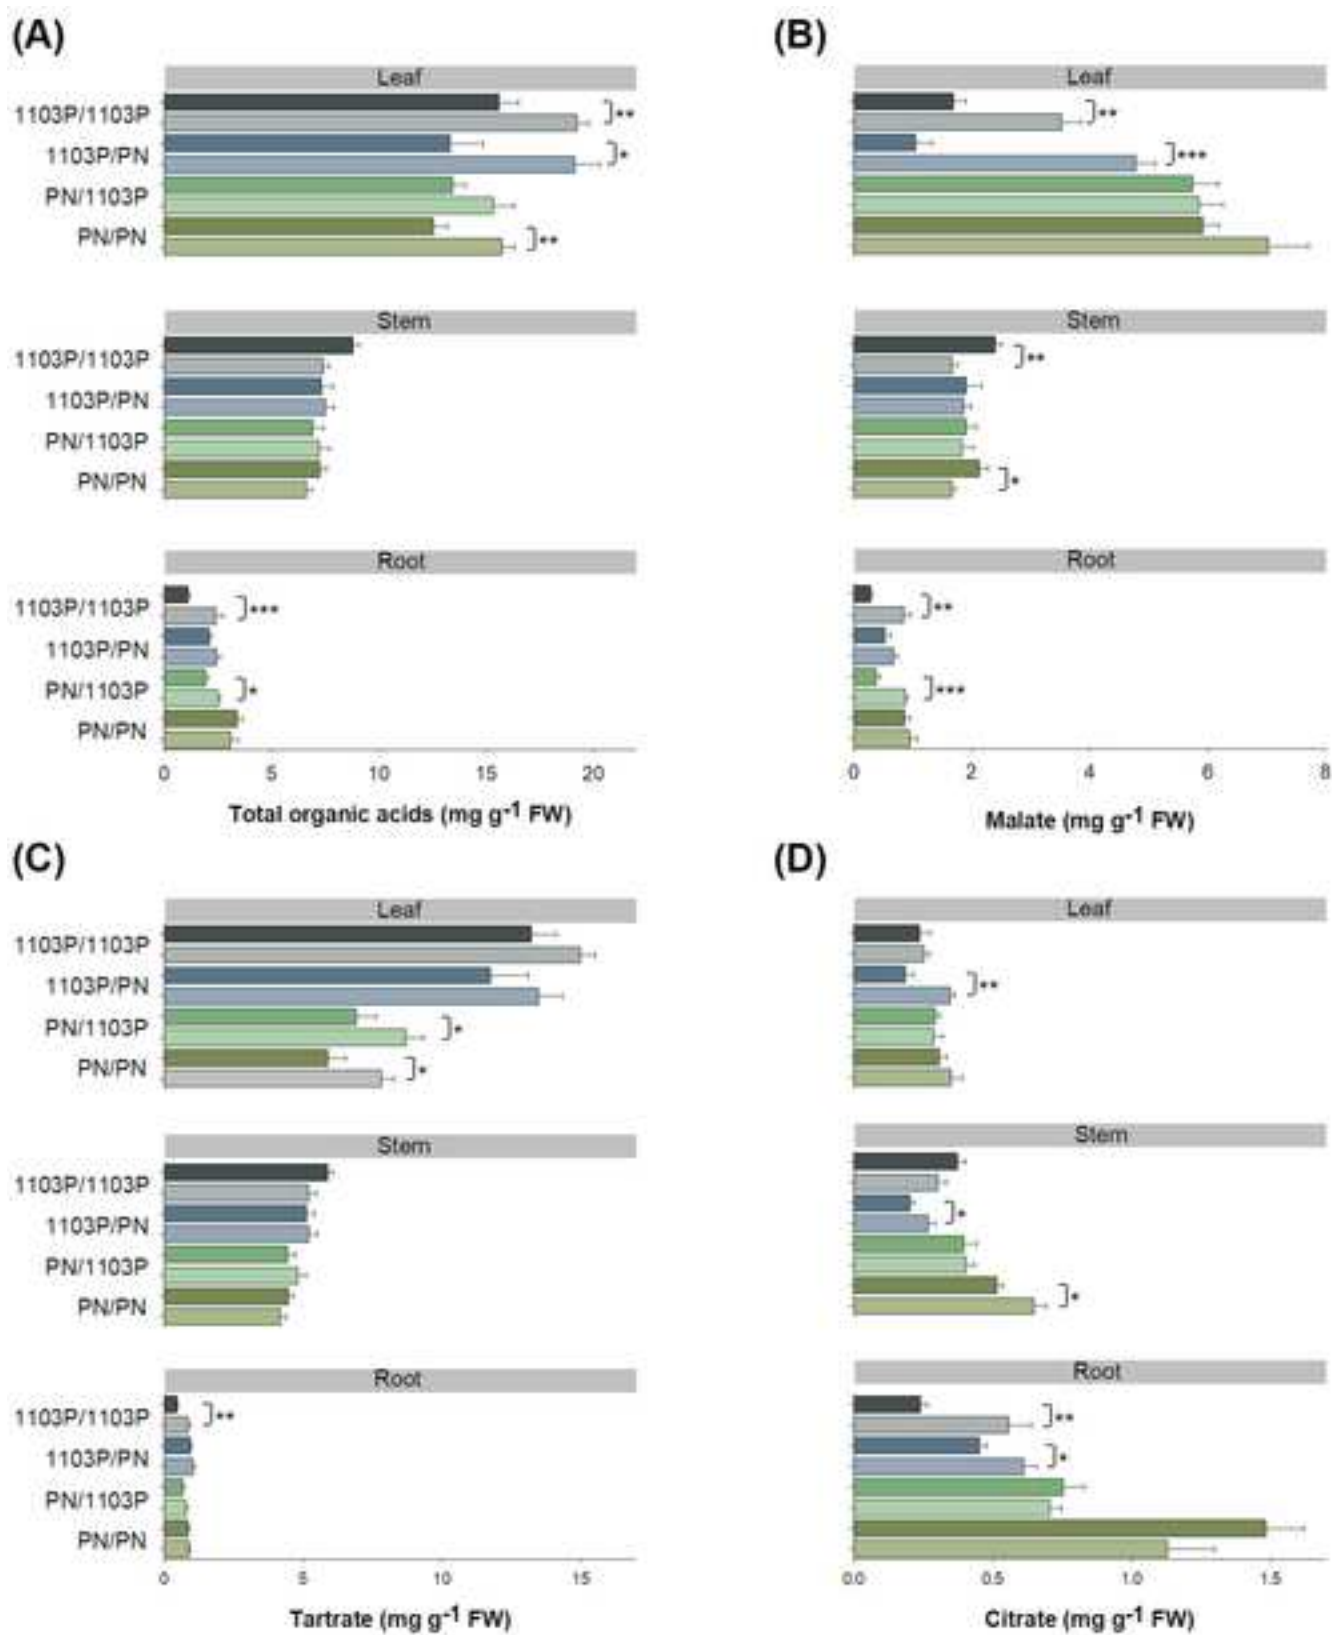 (A)
Leaf
1103P/1103P
**
1103P/PN
*
PN/1103P
PN/PN
**
Stem
1103P/1103P
1103P/PN
PN/1103P
PN/PN
Root
1103P/1103P
***
1103P/PN
PN/1103P
*
PN/PN
0 5 10 15 20
Total organic acids (mg g-1 FW)
(B)
Leaf
**
***
Stem
**
*
Root
**
***
0 2 4 6 8
Malate (mg g-1 FW)
(C)
Leaf
1103P/1103P
1103P/PN
PN/1103P
*
PN/PN
*
Stem
1103P/1103P
1103P/PN
PN/1103P
PN/PN
Root
1103P/1103P
**
1103P/PN
PN/1103P
PN/PN
0 5 10 15
Tartrate (mg g-1 FW)
(D)
Leaf
**
Stem
*
*
Root
**
*
0.0 0.5 1.0 1.5
Citrate (mg g-1 FW)